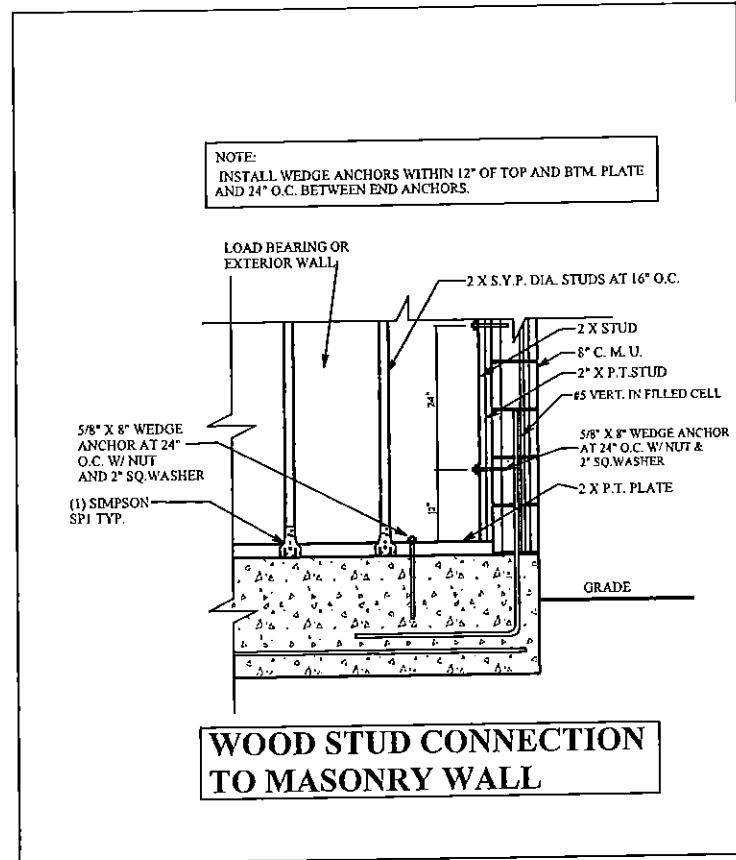 NOTE:
INSTALL WEDGE ANCHORS WITHIN 12" OF TOP AND BTM. PLATE
AND 24" O.C. BETWEEN END ANCHORS.
LOAD BEARING OR
EXTERIOR WALL
2 X S.Y.P. DIA. STUDS AT 16" O.C.
2 X STUD
8" C. M. U.
2" X P.T.STUD
#5 VERT. IN FILLED CELL
24"
5/8" X 8" WEDGE
ANCHOR AT 24"
O.C. W/ NUT
AND 2" SQ.WASHER
5/8" X 8" WEDGE ANCHOR
AT 24" O.C. W/NUT &
2" SQ.WASHER
2 X P.T. PLATE
12"
(1) SIMPSON
SP1 TYP.
GRADE
WOOD STUD CONNECTION
TO MASONRY WALL